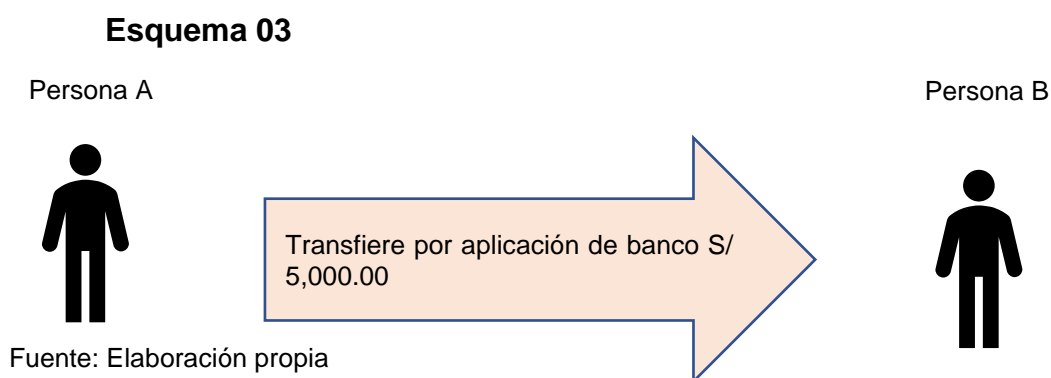 Esquema 03
Persona A
Persona B
Transfiere por aplicación de banco S/
5,000.00
Fuente: Elaboración propia